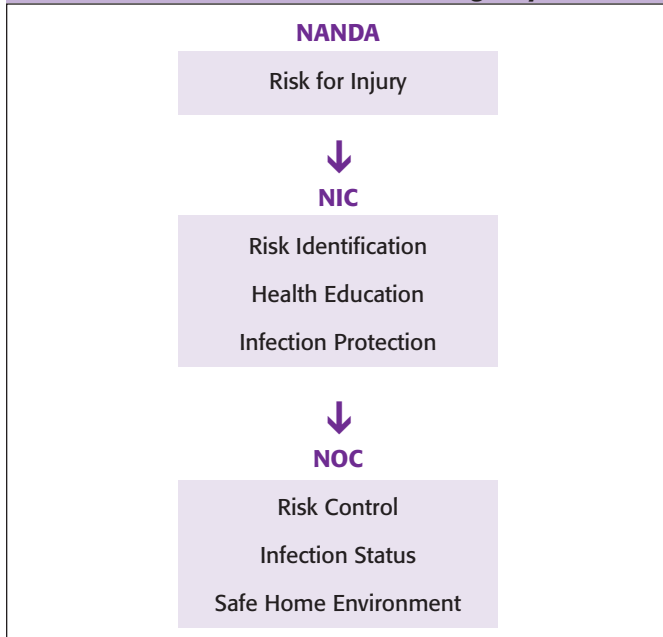 NANDA
Risk for Injury
NIC
Risk Identification
Health Education
Infection Protection
NOC
Risk Control
Infection Status
Safe Home Environment